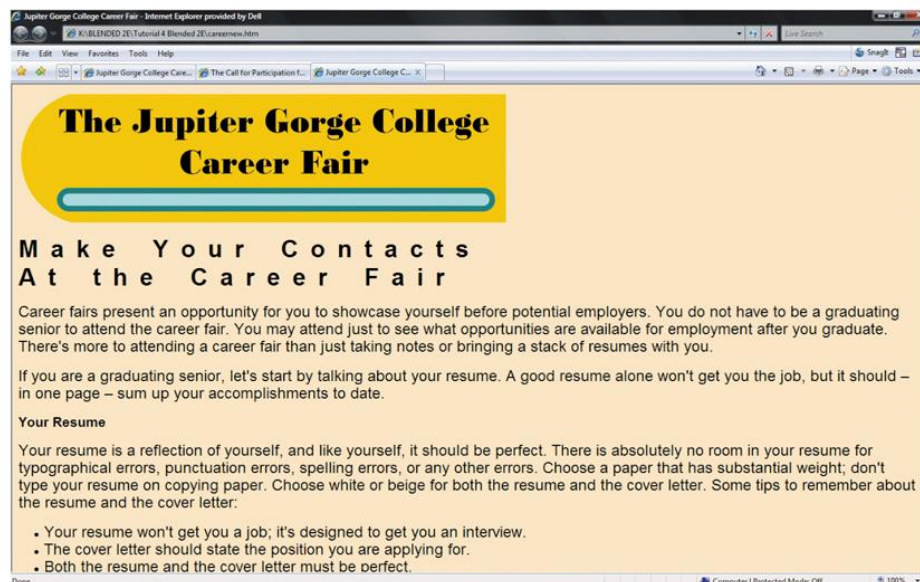 Jupiter Gorge College Career Fair - Internet Explorer provided by Dell
K:\BLENDED 2E\Tutorial 4 Blended 2E\careernew.htm
Live Search
File Edit View Favorites Tools Help
SnagIt
Jupiter Gorge College Care... The Call for Participation f... Jupiter Gorge College C...
Page Tools
The Jupiter Gorge College
Career Fair
Make Your Contacts
At the Career Fair
Career fairs present an opportunity for you to showcase yourself before potential employers. You do not have to be a graduating
senior to attend the career fair. You may attend just to see what opportunities are available for employment after you graduate.
There's more to attending a career fair than just taking notes or bringing a stack of resumes with you.
If you are a graduating senior, let's start by talking about your resume. A good resume alone won't get you the job, but it should –
in one page – sum up your accomplishments to date.
Your Resume
Your resume is a reflection of yourself, and like yourself, it should be perfect. There is absolutely no room in your resume for
typographical errors, punctuation errors, spelling errors, or any other errors. Choose a paper that has substantial weight; don't
type your resume on copying paper. Choose white or beige for both the resume and the cover letter. Some tips to remember about
the resume and the cover letter:
• Your resume won't get you a job; it's designed to get you an interview.
• The cover letter should state the position you are applying for.
• Both the resume and the cover letter must be perfect.
Done
Computer | Protected Mode: Off
100%